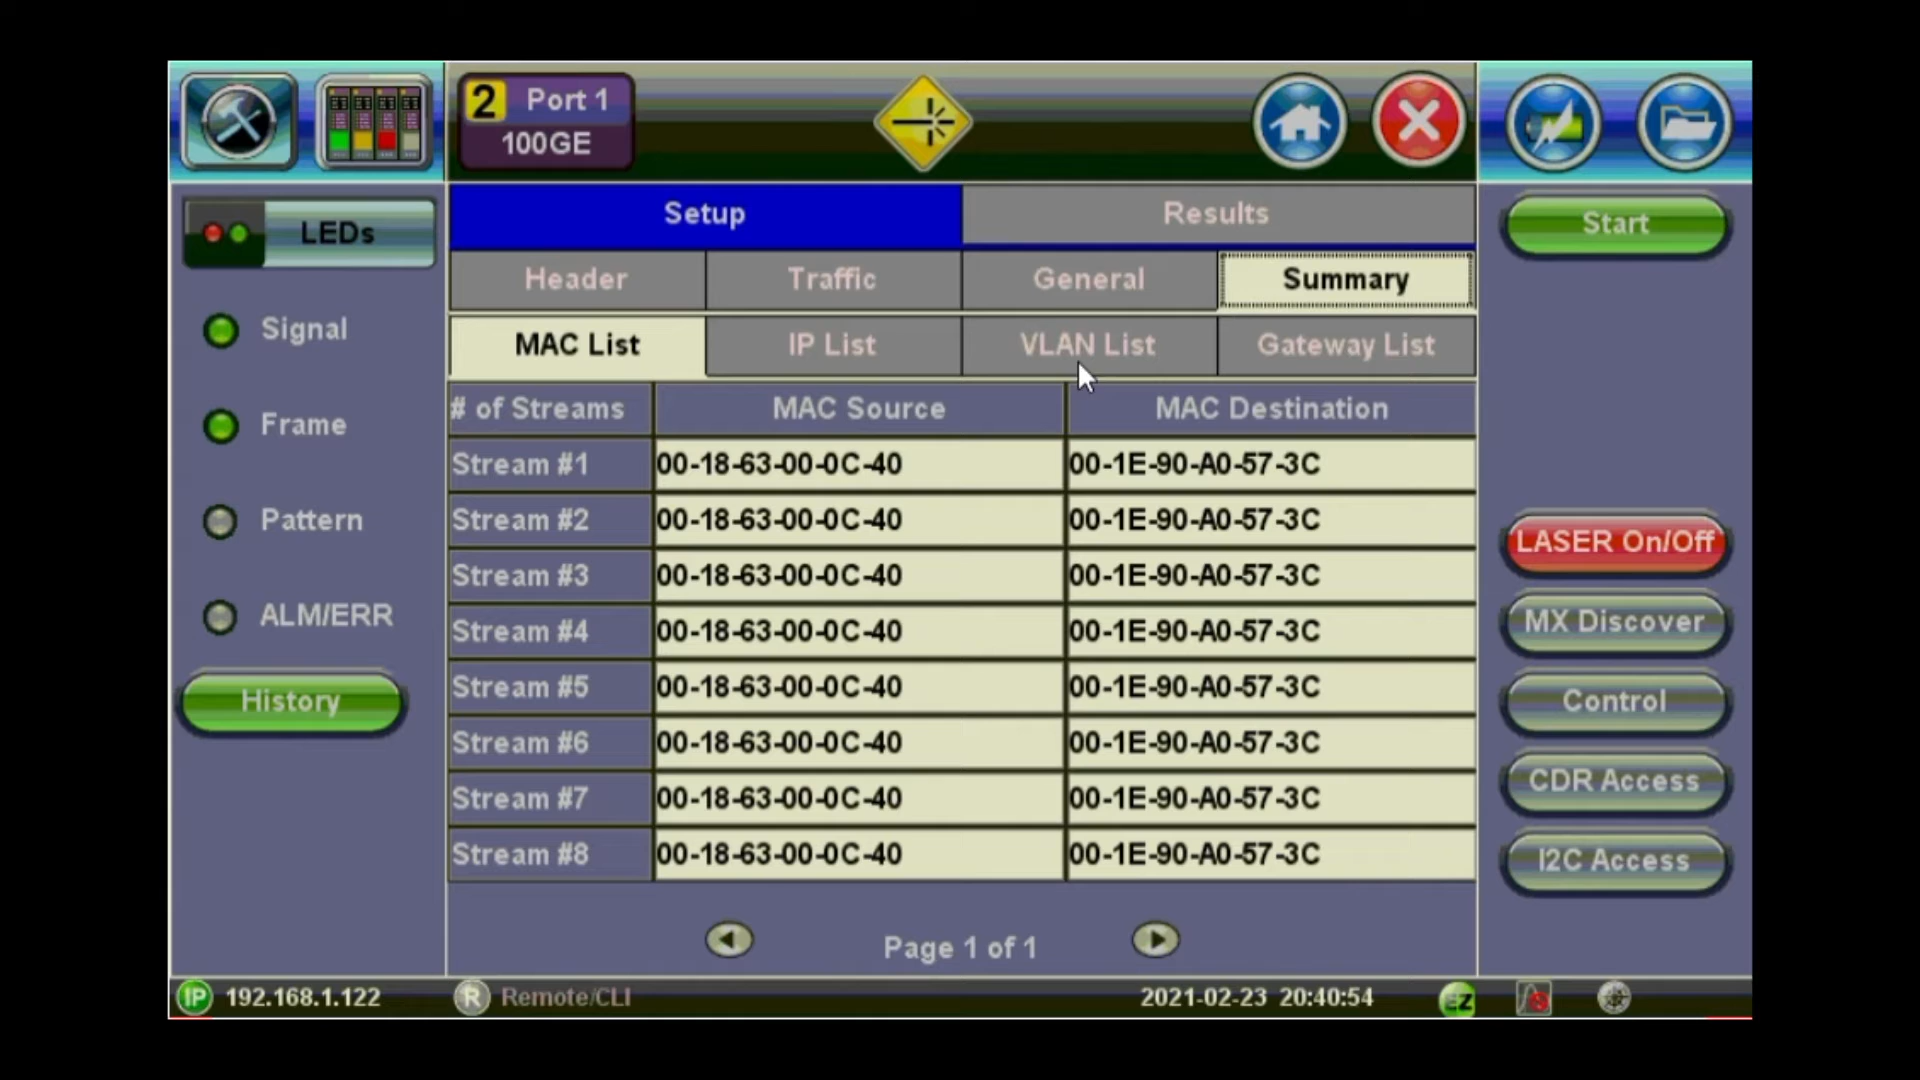 2 Port 1
100GE
LEDs
Setup Results
Start
Header Traffic General Summary
Signal
MAC List IP List VLAN List Gateway List
# of Streams MAC Source MAC Destination
Frame
Stream #1 00-18-63-00-0C-40 00-1E-90-A0-57-3C
Stream #2 00-18-63-00-0C-40 00-1E-90-A0-57-3C
Pattern
LASER On/Off
Stream #3 00-18-63-00-0C-40 00-1E-90-A0-57-3C
ALM/ERR
Stream #4 00-18-63-00-0C-40 00-1E-90-A0-57-3C
MX Discover
Stream #5 00-18-63-00-0C-40 00-1E-90-A0-57-3C
History
Control
Stream #6 00-18-63-00-0C-40 00-1E-90-A0-57-3C
Stream #7 00-18-63-00-0C-40 00-1E-90-A0-57-3C
CDR Access
Stream #8 00-18-63-00-0C-40 00-1E-90-A0-57-3C
I2C Access
Page 1 of 1
IP 192.168.1.122 R Remote/CLI 2021-02-23 20:40:54 EZ